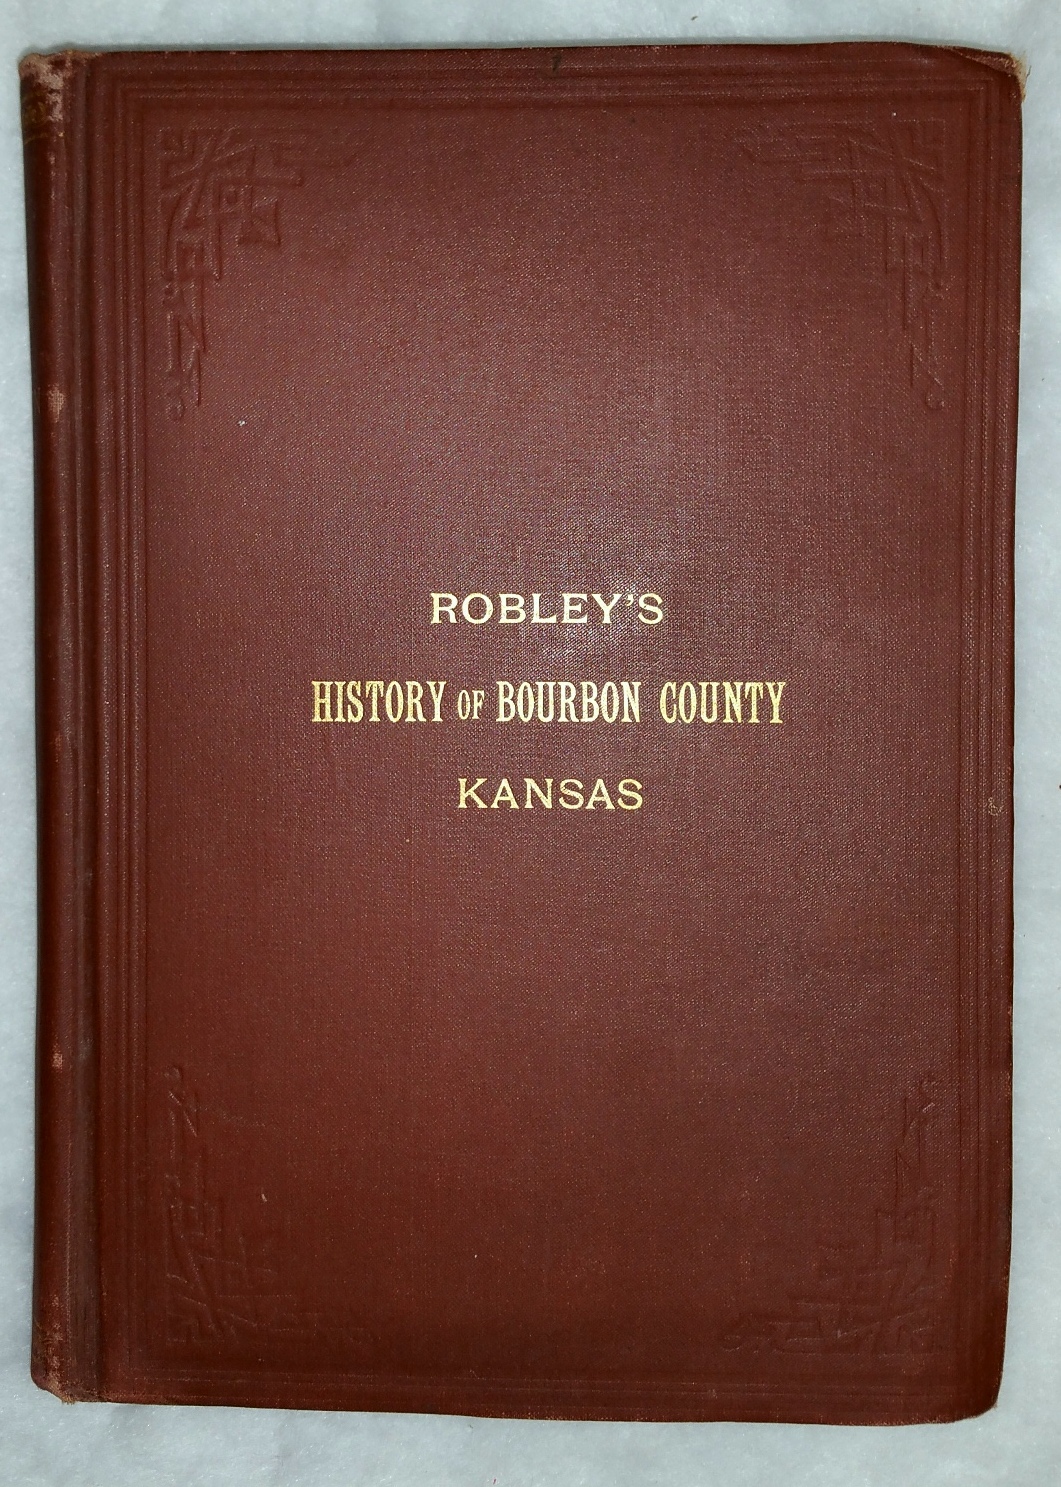 ROBLEY'S
HISTORY OF BOURBON COUNTY
KANSAS